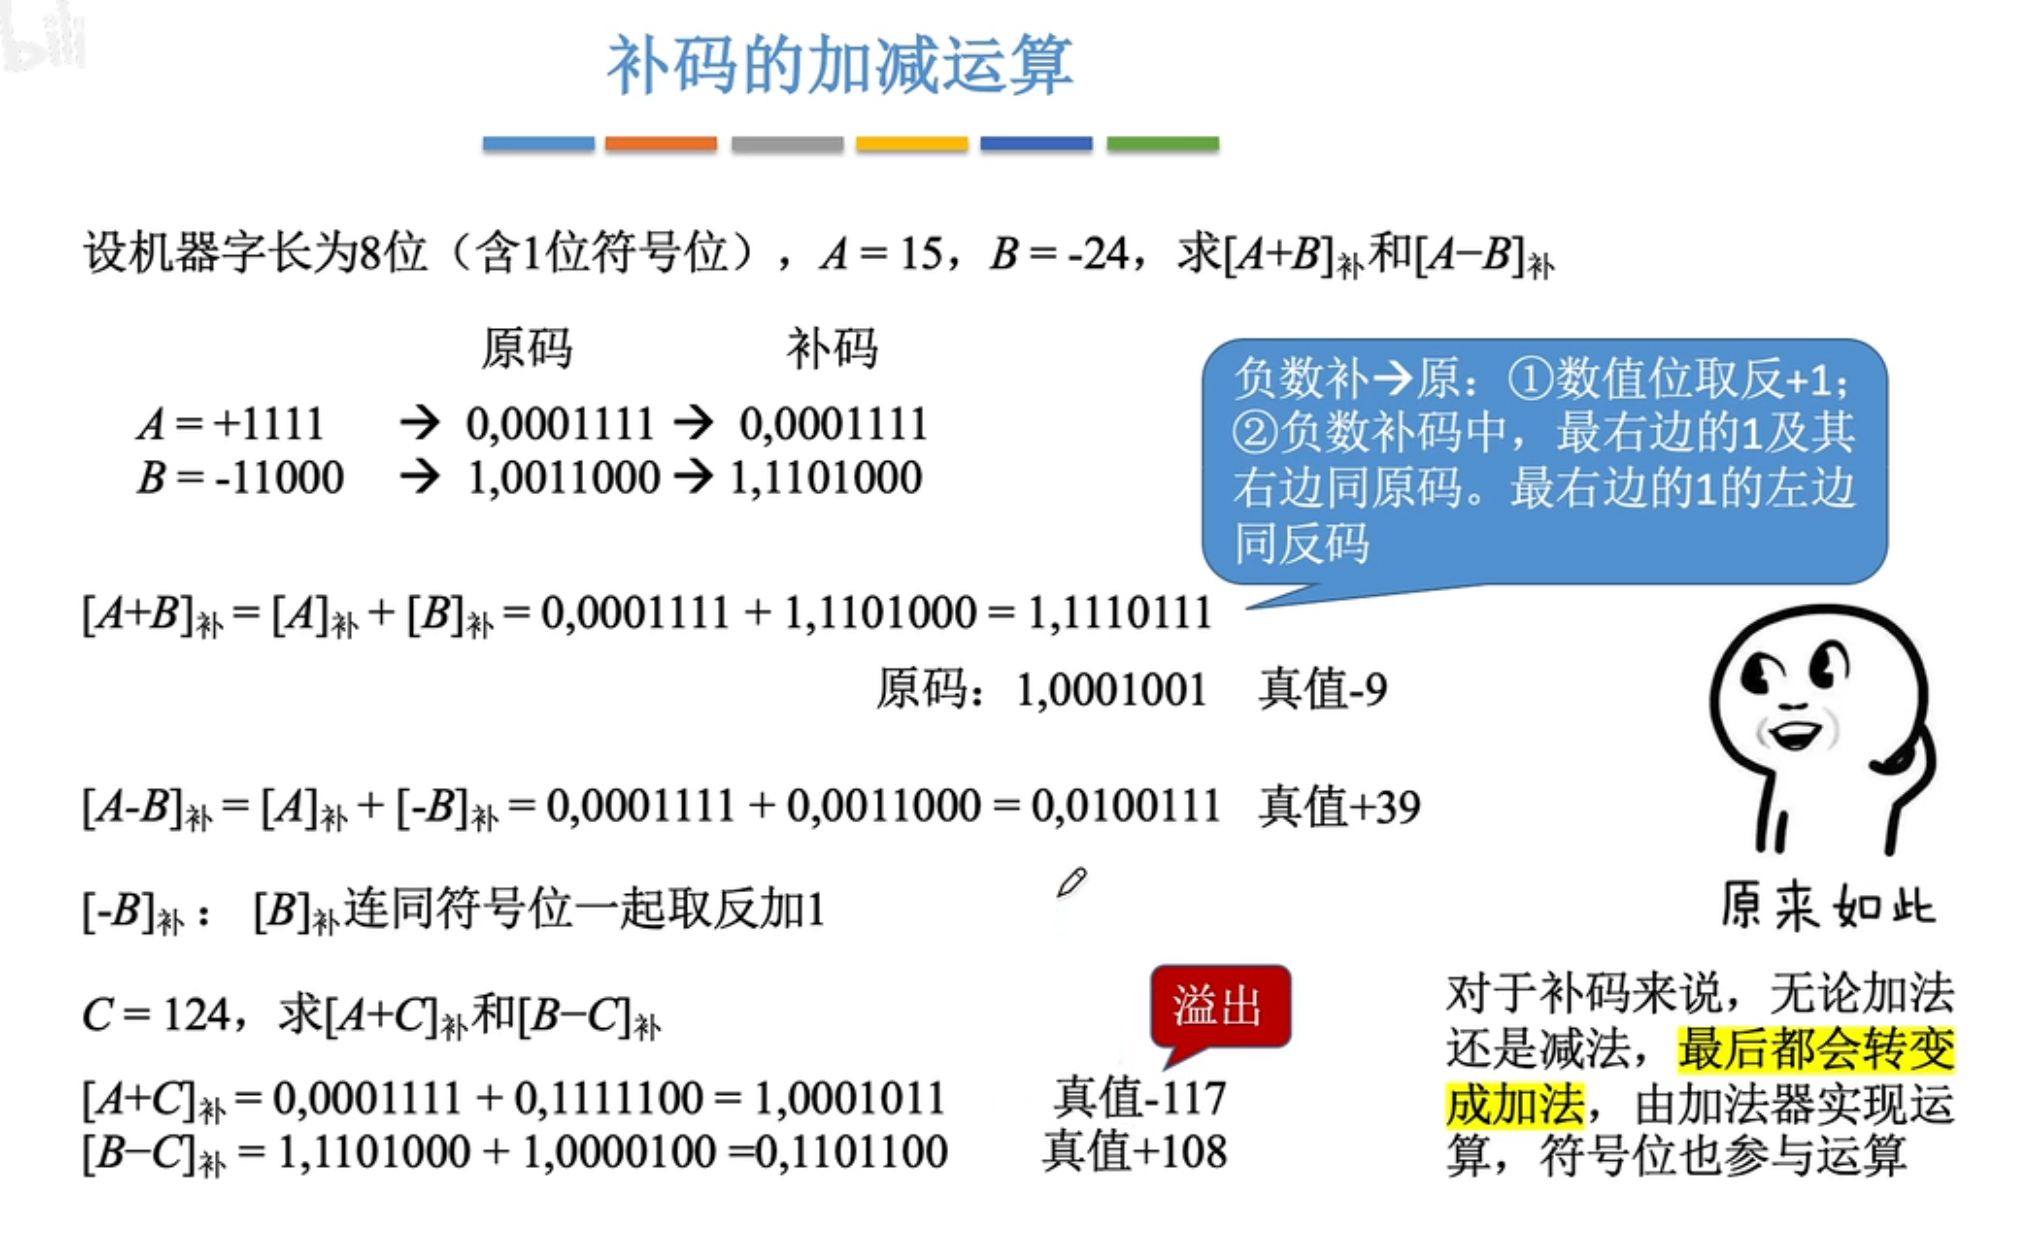 补码的加减运算
设机器字长为8位（含1位符号位），A = 15，B = -24，求[A+B]补和[A−B]补
原码 补码
A = +1111 → 0,0001111 → 0,0001111
B = -11000 → 1,0011000 → 1,1101000
负数补→原：①数值位取反+1；
②负数补码中，最右边的1及其
右边同原码。最右边的1的左边
同反码
[A+B]补 = [A]补 + [B]补 = 0,0001111 + 1,1101000 = 1,1110111
原码：1,0001001 真值-9
[A-B]补 = [A]补 + [-B]补 = 0,0001111 + 0,0011000 = 0,0100111 真值+39
[-B]补： [B]补连同符号位一起取反加1
原来如此
C = 124，求[A+C]补和[B−C]补
溢出
[A+C]补 = 0,0001111 + 0,1111100 = 1,0001011 真值-117
[B−C]补 = 1,1101000 + 1,0000100 =0,1101100 真值+108
对于补码来说，无论加法
还是减法，最后都会转变
成加法，由加法器实现运
算，符号位也参与运算